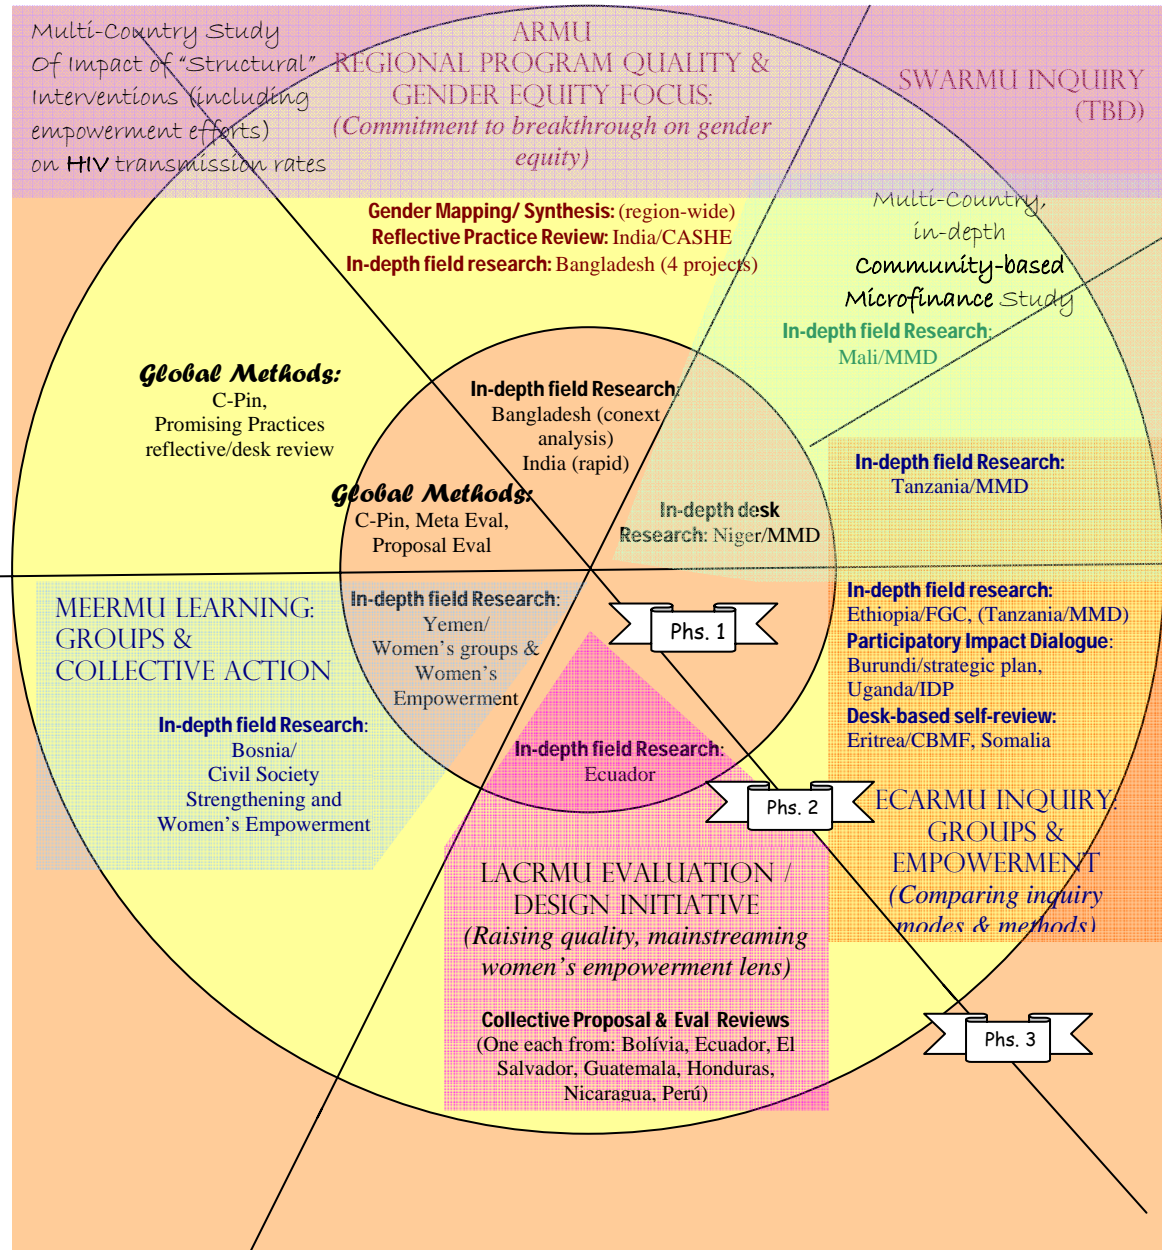 Multi-Country Study
Of Impact of “Structural”
Interventions (including
empowerment efforts)
on HIV transmission rates
ARMU
REGIONAL PROGRAM QUALITY &
GENDER EQUITY FOCUS:
(Commitment to breakthrough on gender
equity)
SWARMU INQUIRY
(TBD)
Gender Mapping/ Synthesis: (region-wide)
Reflective Practice Review: India/CASHE
In-depth field research: Bangladesh (4 projects)
Multi-Country,
in-depth
Community-based
Microfinance Study
In-depth field Research:
Mali/MMD
Global Methods:
C-Pin,
Promising Practices
reflective/desk review
In-depth field Research:
Bangladesh (conext
analysis)
India (rapid)
Global Methods:
C-Pin, Meta Eval,
Proposal Eval
In-depth desk
Research: Niger/MMD
In-depth field Research:
Tanzania/MMD
MEERMU LEARNING:
GROUPS &
COLLECTIVE ACTION
In-depth field Research:
Bosnia/
Civil Society
Strengthening and
Women’s Empowerment
In-depth field Research:
Yemen/
Women’s groups &
Women’s
Empowerment
Phs. 1
In-depth field research:
Ethiopia/FGC, (Tanzania/MMD)
Participatory Impact Dialogue:
Burundi/strategic plan,
Uganda/IDP
Desk-based self-review:
Eritrea/CBMF, Somalia
In-depth field Research:
Ecuador
Phs. 2
ECARMU INQUIRY:
GROUPS &
EMPOWERMENT
(Comparing inquiry
modes & methods)
LACRMU EVALUATION /
DESIGN INITIATIVE
(Raising quality, mainstreaming
women’s empowerment lens)
Collective Proposal & Eval Reviews
(One each from: Bolívia, Ecuador, El
Salvador, Guatemala, Honduras,
Nicaragua, Perú)
Phs. 3